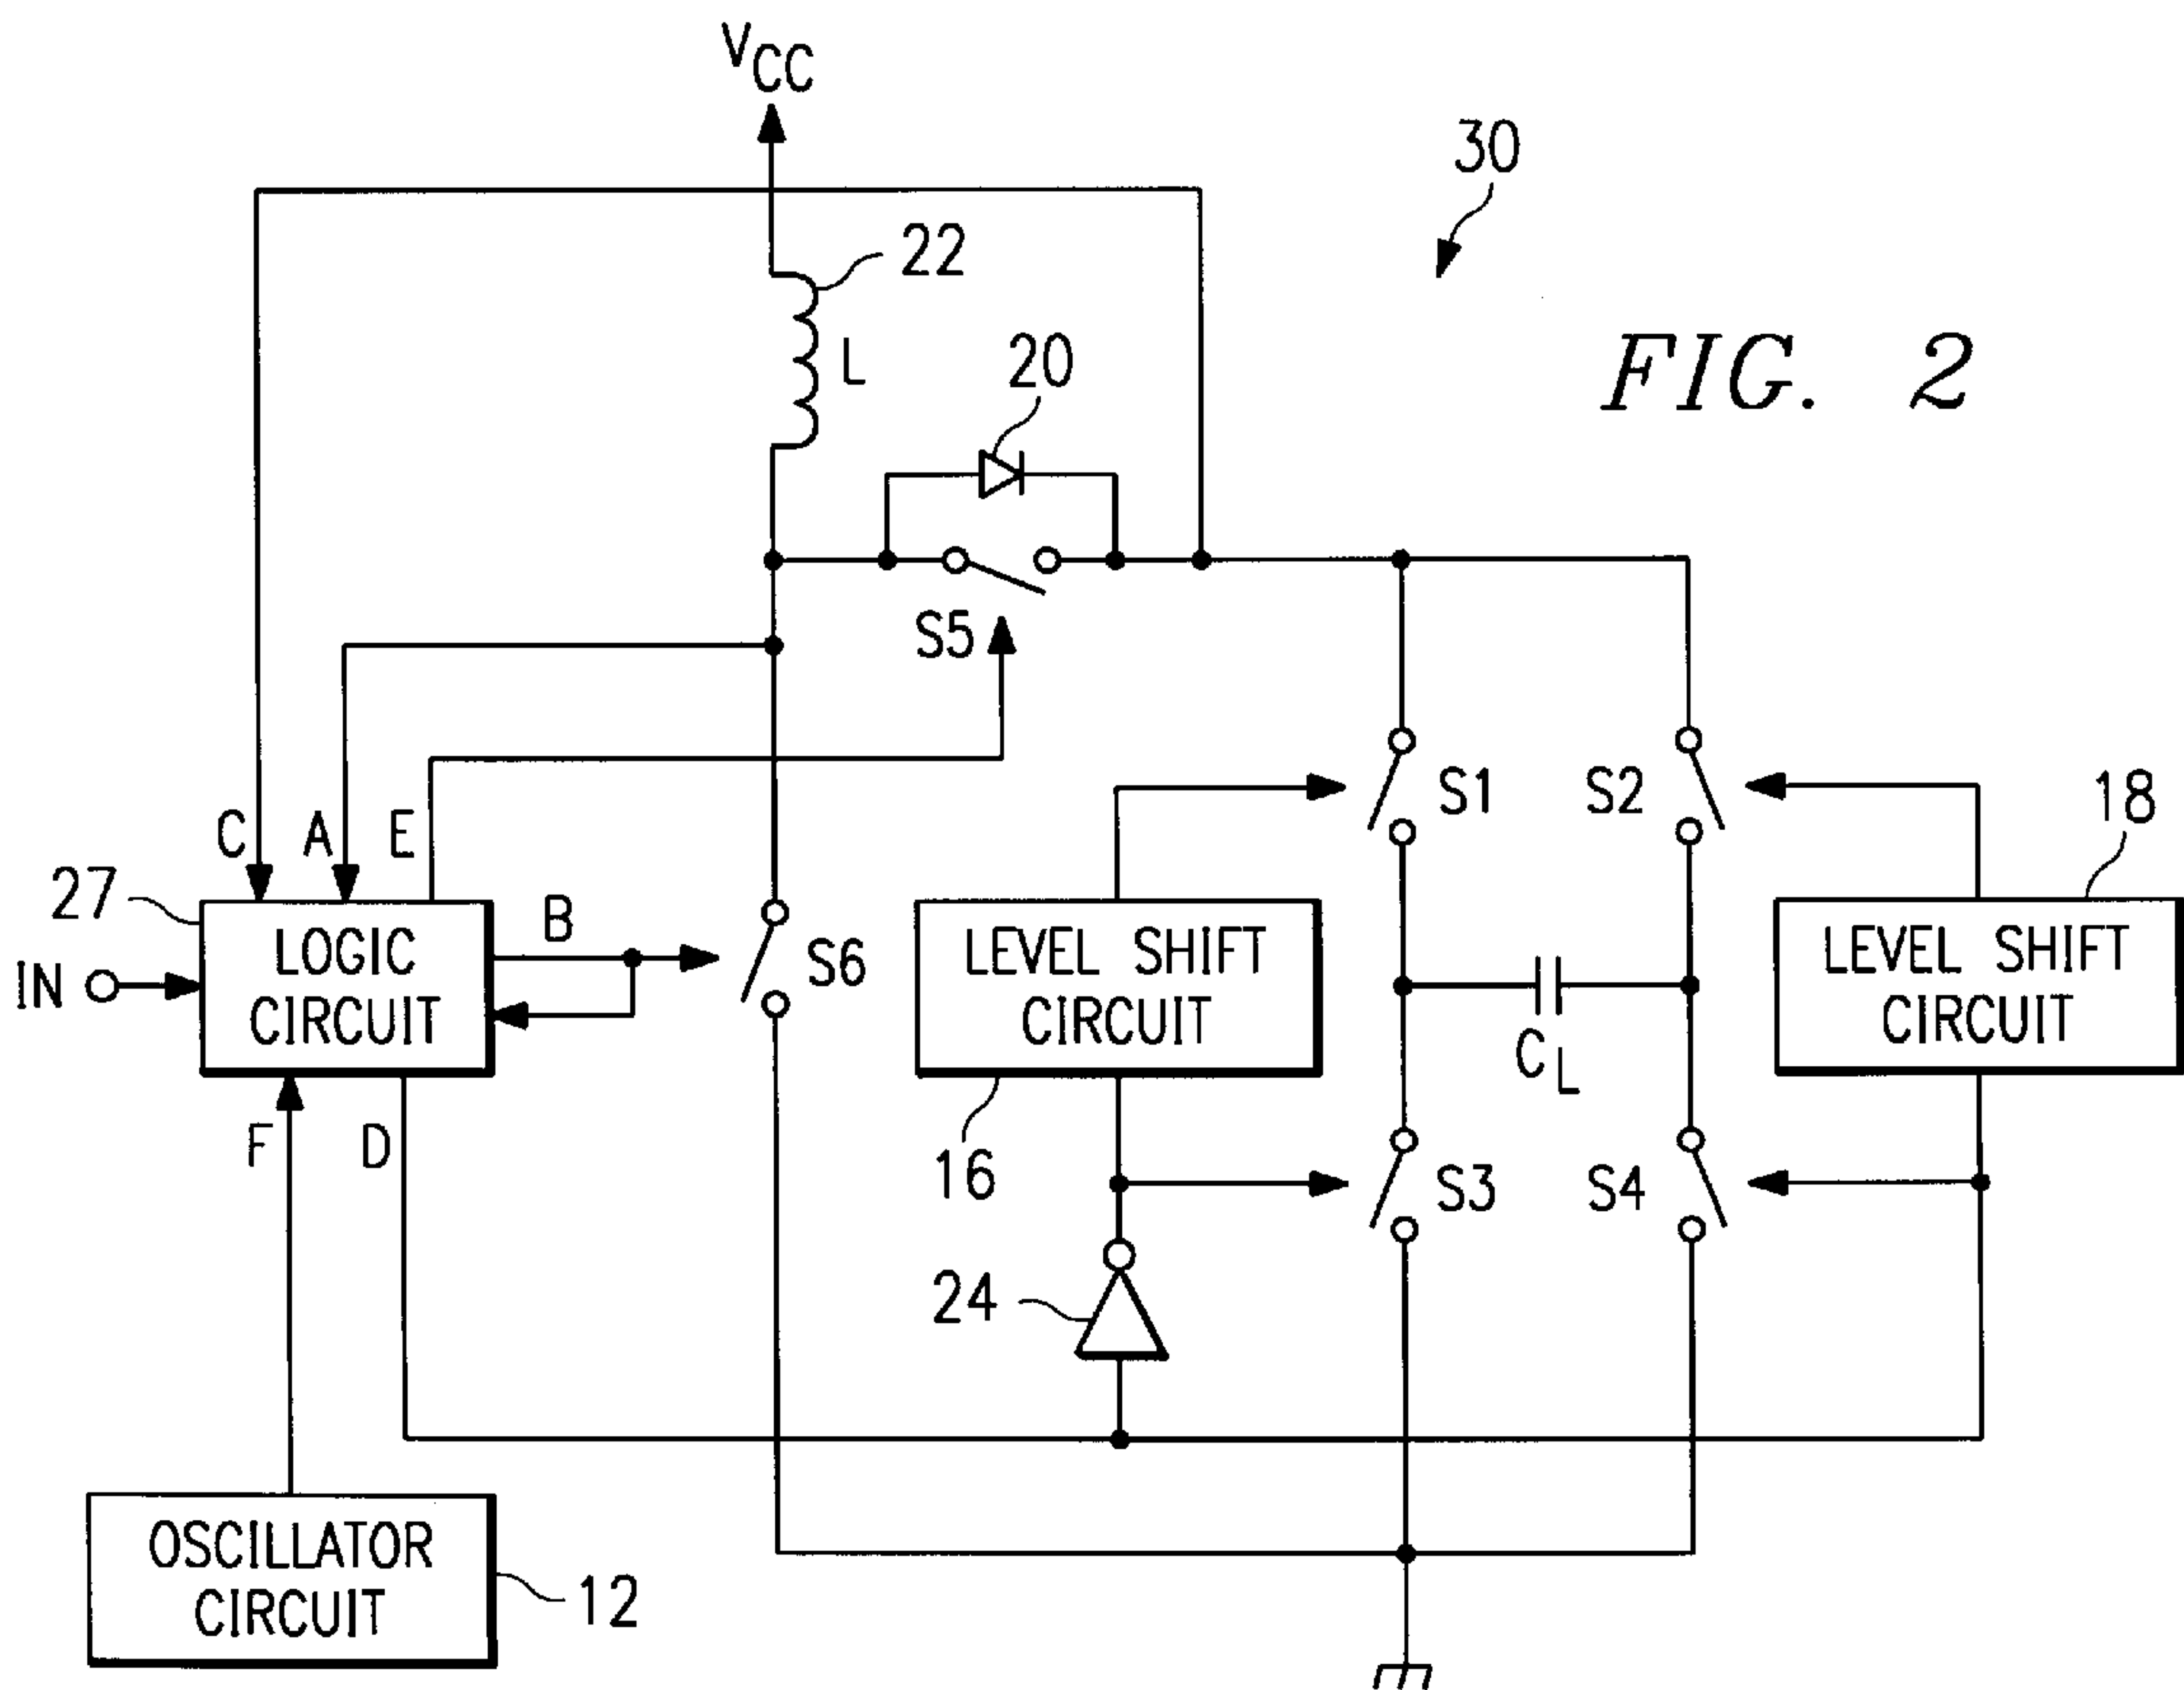 VCC
30
22
L
20
FIG. 2
S5
S1
S2
18
C
A
E
27
B
IN
LOGIC
CIRCUIT
S6
LEVEL SHIFT
CIRCUIT
LEVEL SHIFT
CIRCUIT
CL
F
D
16
S3
S4
24
OSCILLATOR
CIRCUIT
12